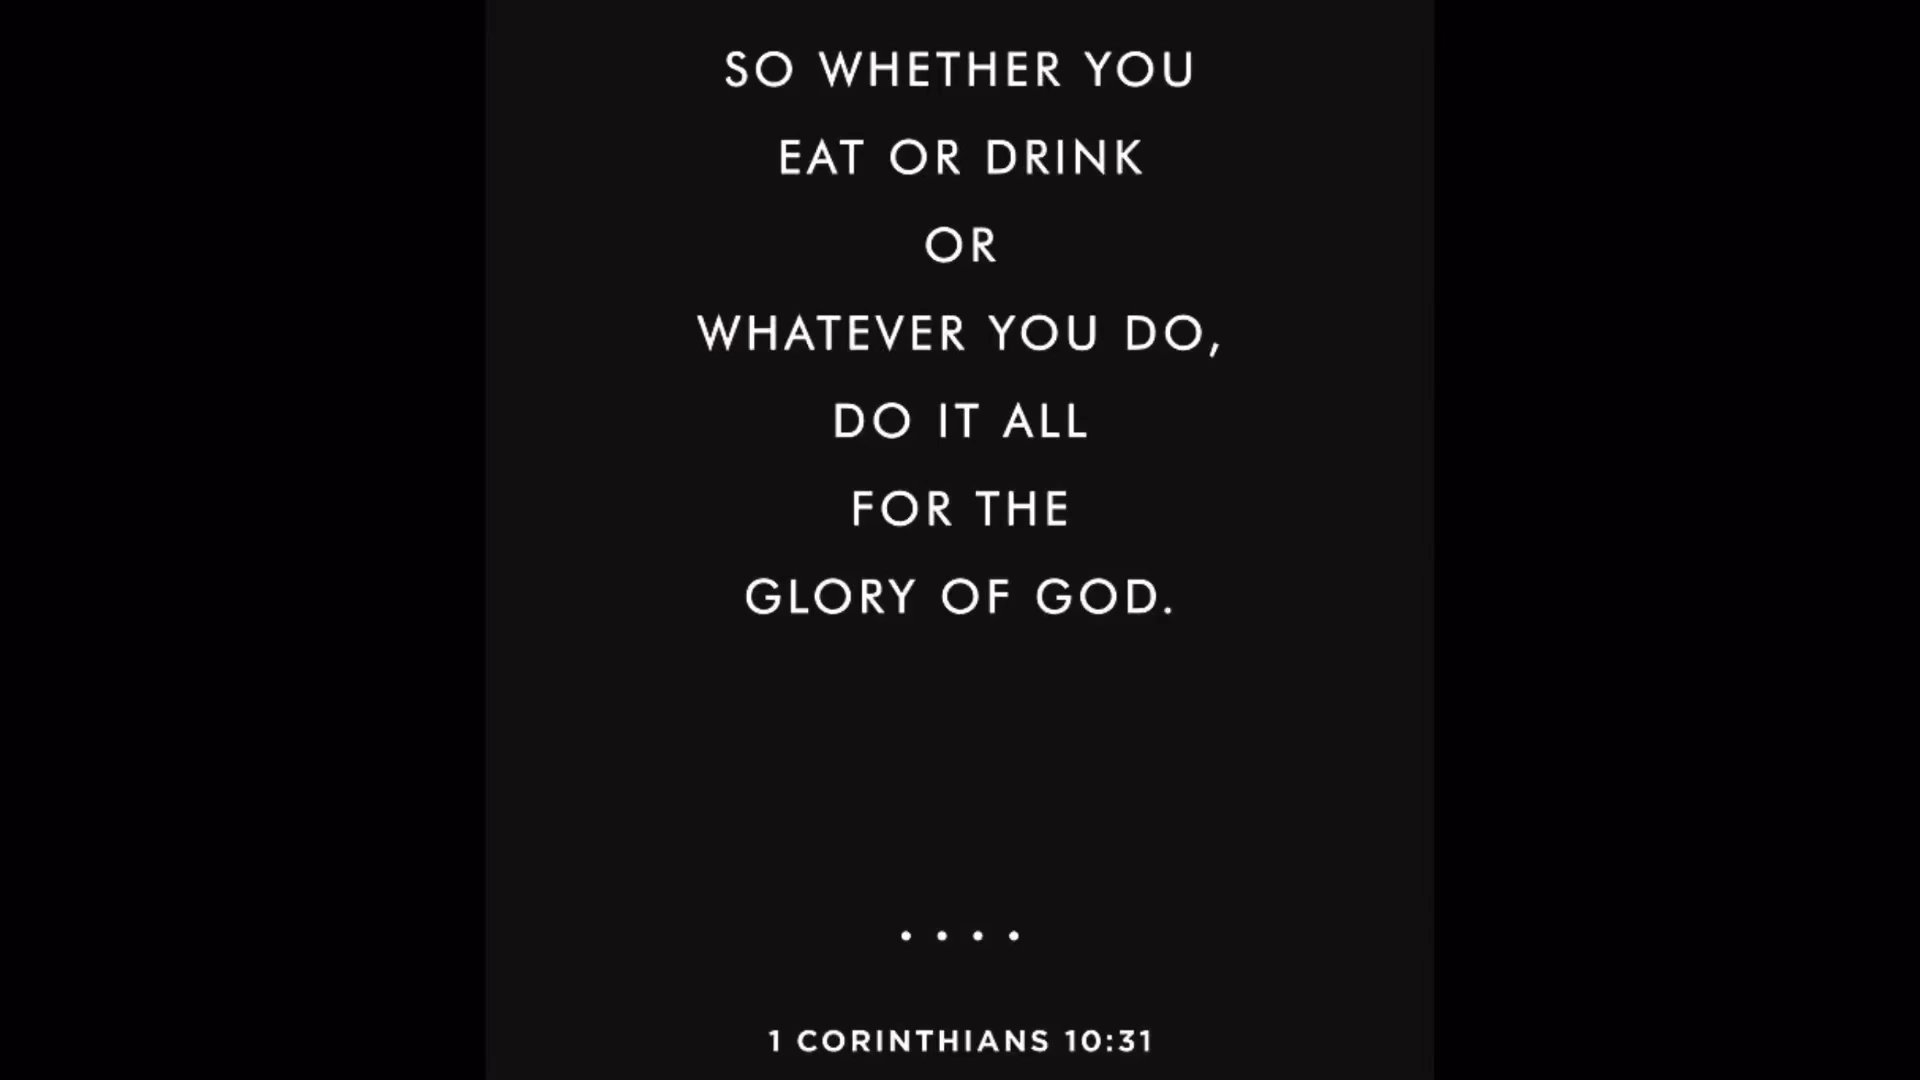 SO WHETHER YOU
EAT OR DRINK
OR
WHATEVER YOU DO,
DO IT ALL
FOR THE
GLORY OF GOD.
. . . .
1 CORINTHIANS 10:31